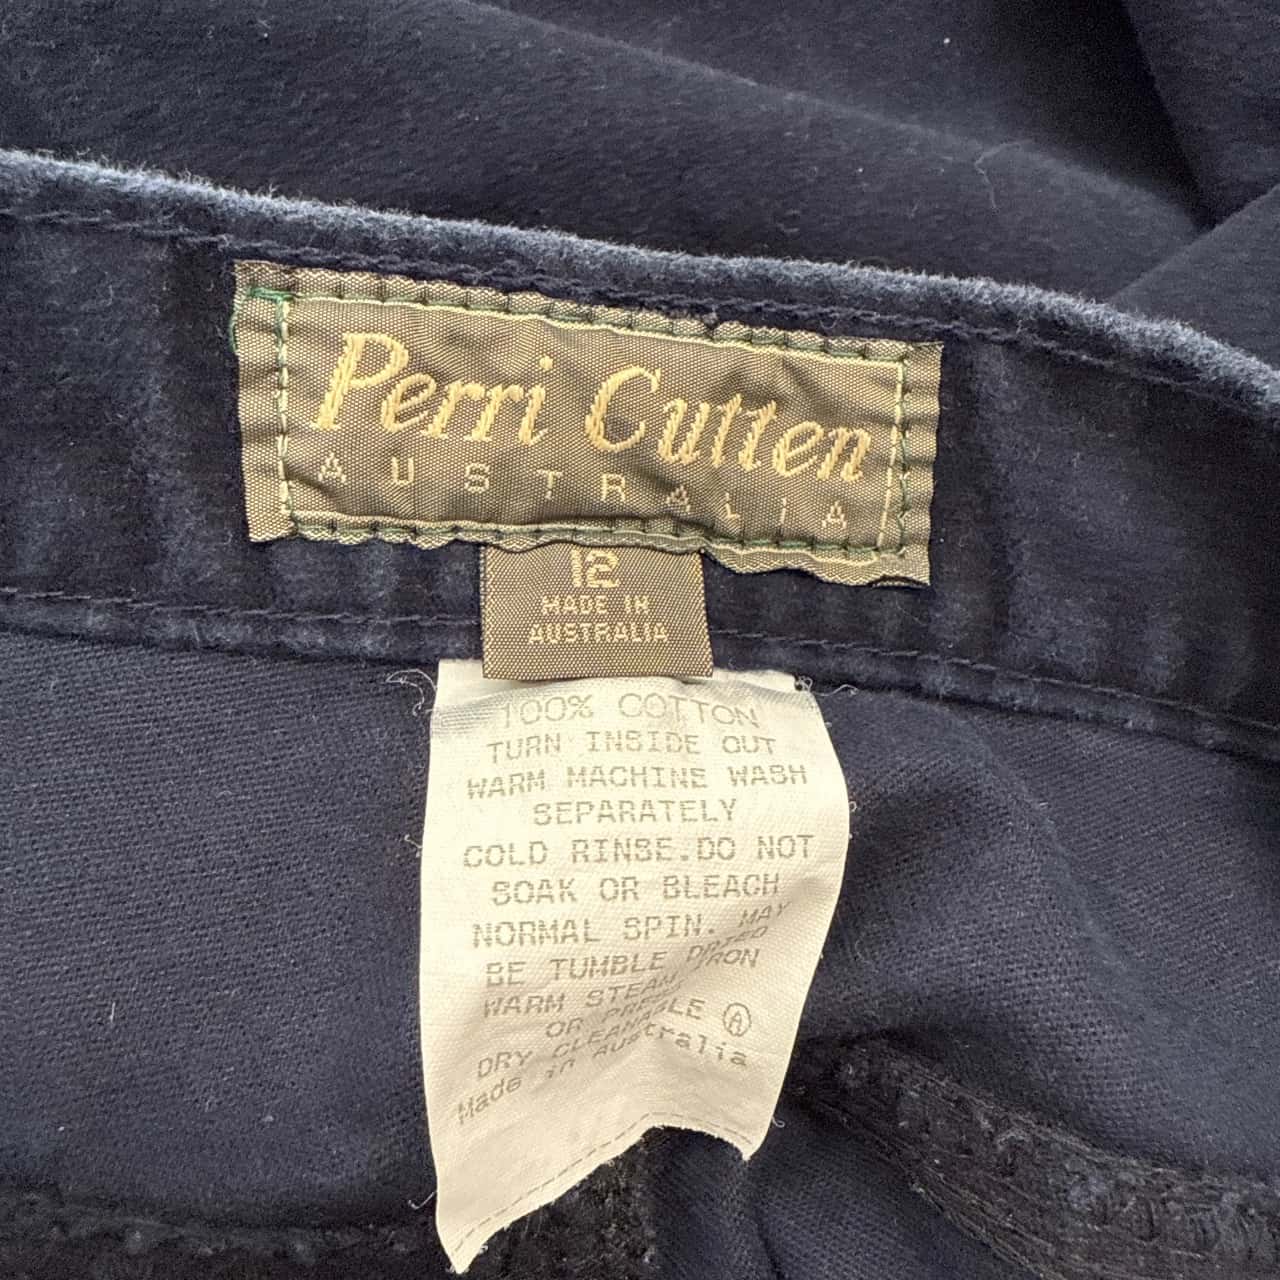 Perri Cutten
AUSTRALIA
12
MADE IN
AUSTRALIA
100% COTTON
TURN INSIDE OUT
WARM MACHINE WASH
SEPARATELY
COLD RINSE.DO NOT
SOAK OR BLEACH
NORMAL SPIN. MAY
BE TUMBLE DRIED
WARM STEAM IRON
OR PRESS
DRY CLEANABLE Ⓐ
Made in Australia